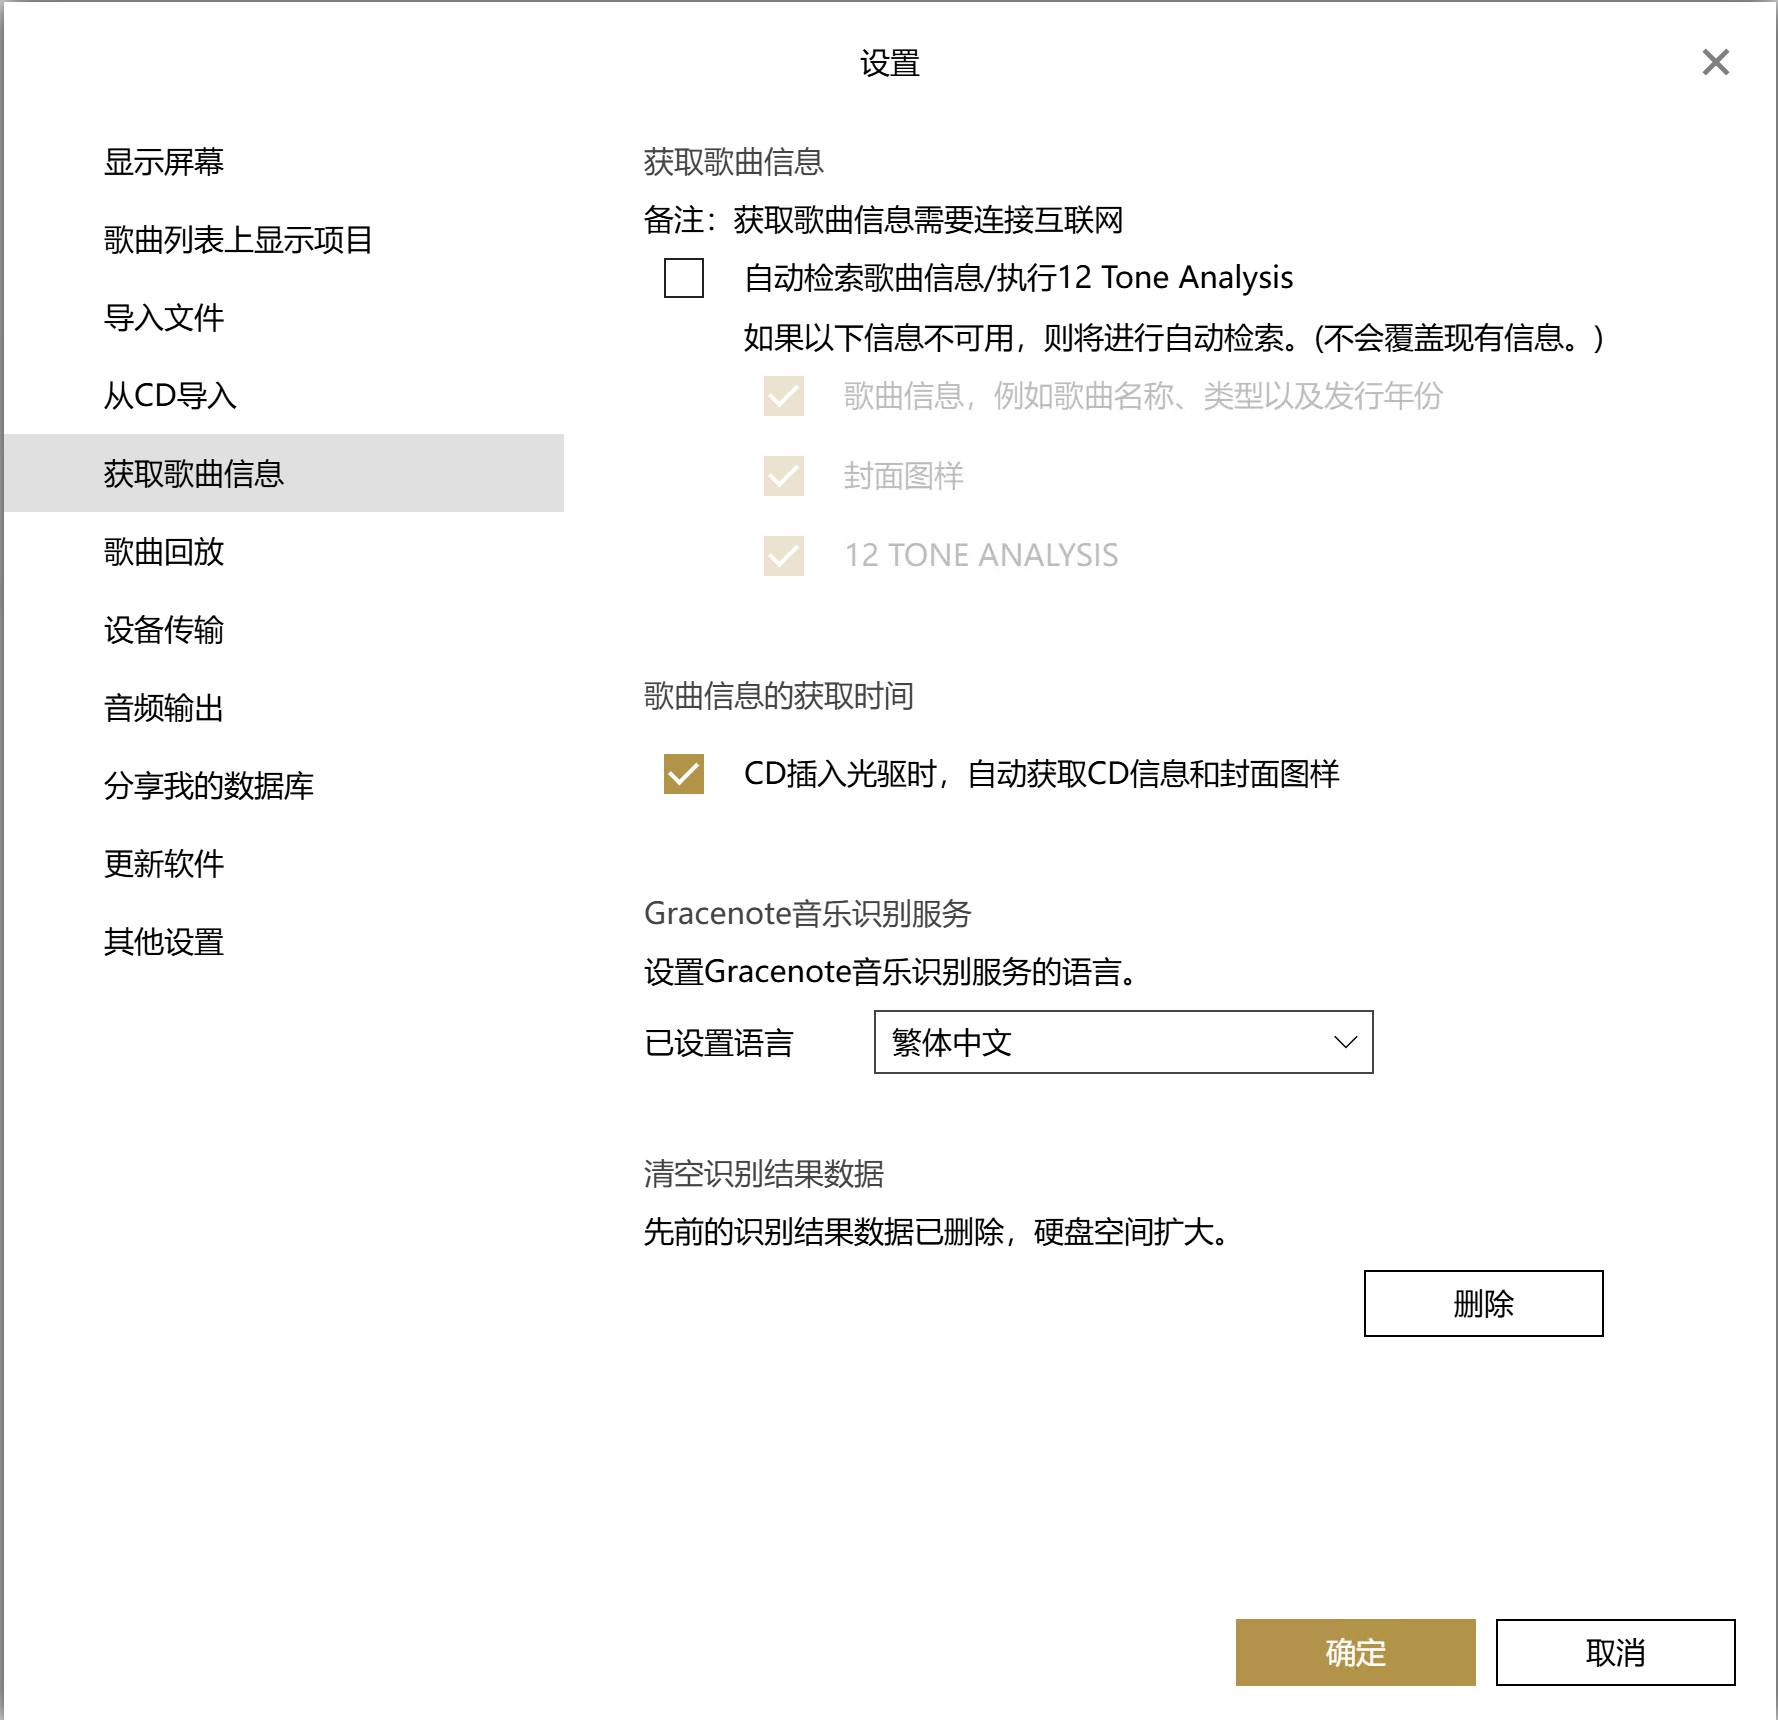 设置
显示屏幕
歌曲列表上显示项目
导入文件
从CD导入
获取歌曲信息
歌曲回放
设备传输
音频输出
分享我的数据库
更新软件
其他设置
获取歌曲信息
备注：获取歌曲信息需要连接互联网
自动检索歌曲信息/执行12 Tone Analysis
如果以下信息不可用，则将进行自动检索。(不会覆盖现有信息。)
歌曲信息，例如歌曲名称、类型以及发行年份
封面图样
12 TONE ANALYSIS
歌曲信息的获取时间
CD插入光驱时，自动获取CD信息和封面图样
Gracenote音乐识别服务
设置Gracenote音乐识别服务的语言。
已设置语言 繁体中文
清空识别结果数据
先前的识别结果数据已删除，硬盘空间扩大。
删除
确定 取消